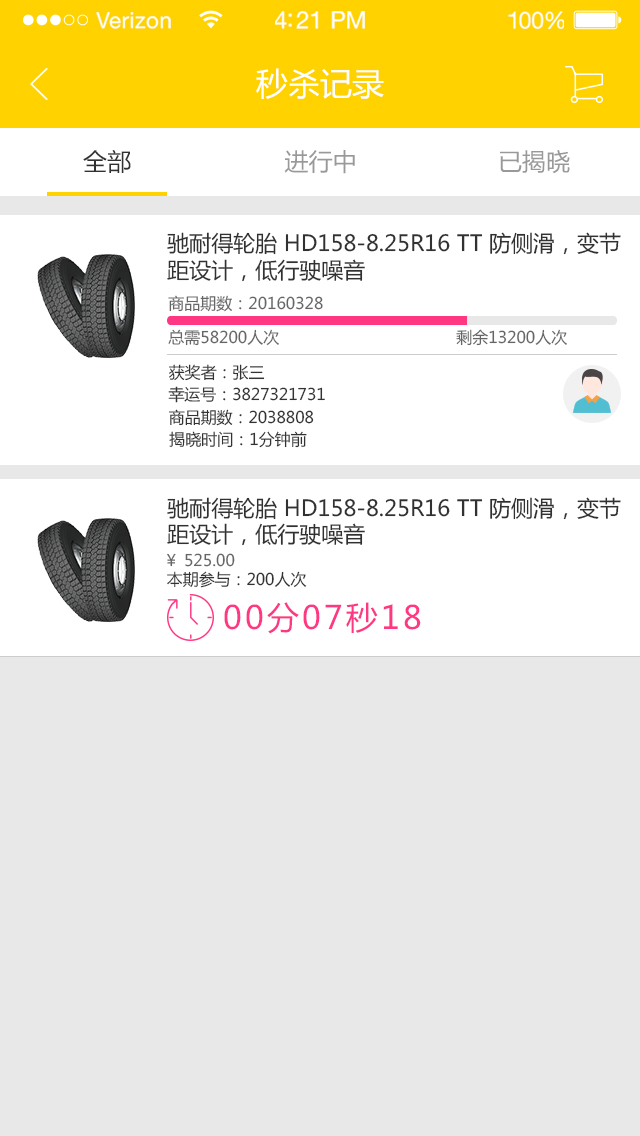 Verizon 4:21 PM 100%
秒杀记录
全部 进行中 已揭晓
驰耐得轮胎 HD158-8.25R16 TT 防侧滑，变节
距设计，低行驶噪音
商品期数：20160328
总需58200人次 剩余13200人次
获奖者：张三
幸运号：3827321731
商品期数：2038808
揭晓时间：1分钟前
驰耐得轮胎 HD158-8.25R16 TT 防侧滑，变节
距设计，低行驶噪音
¥ 525.00
本期参与：200人次
00分07秒18